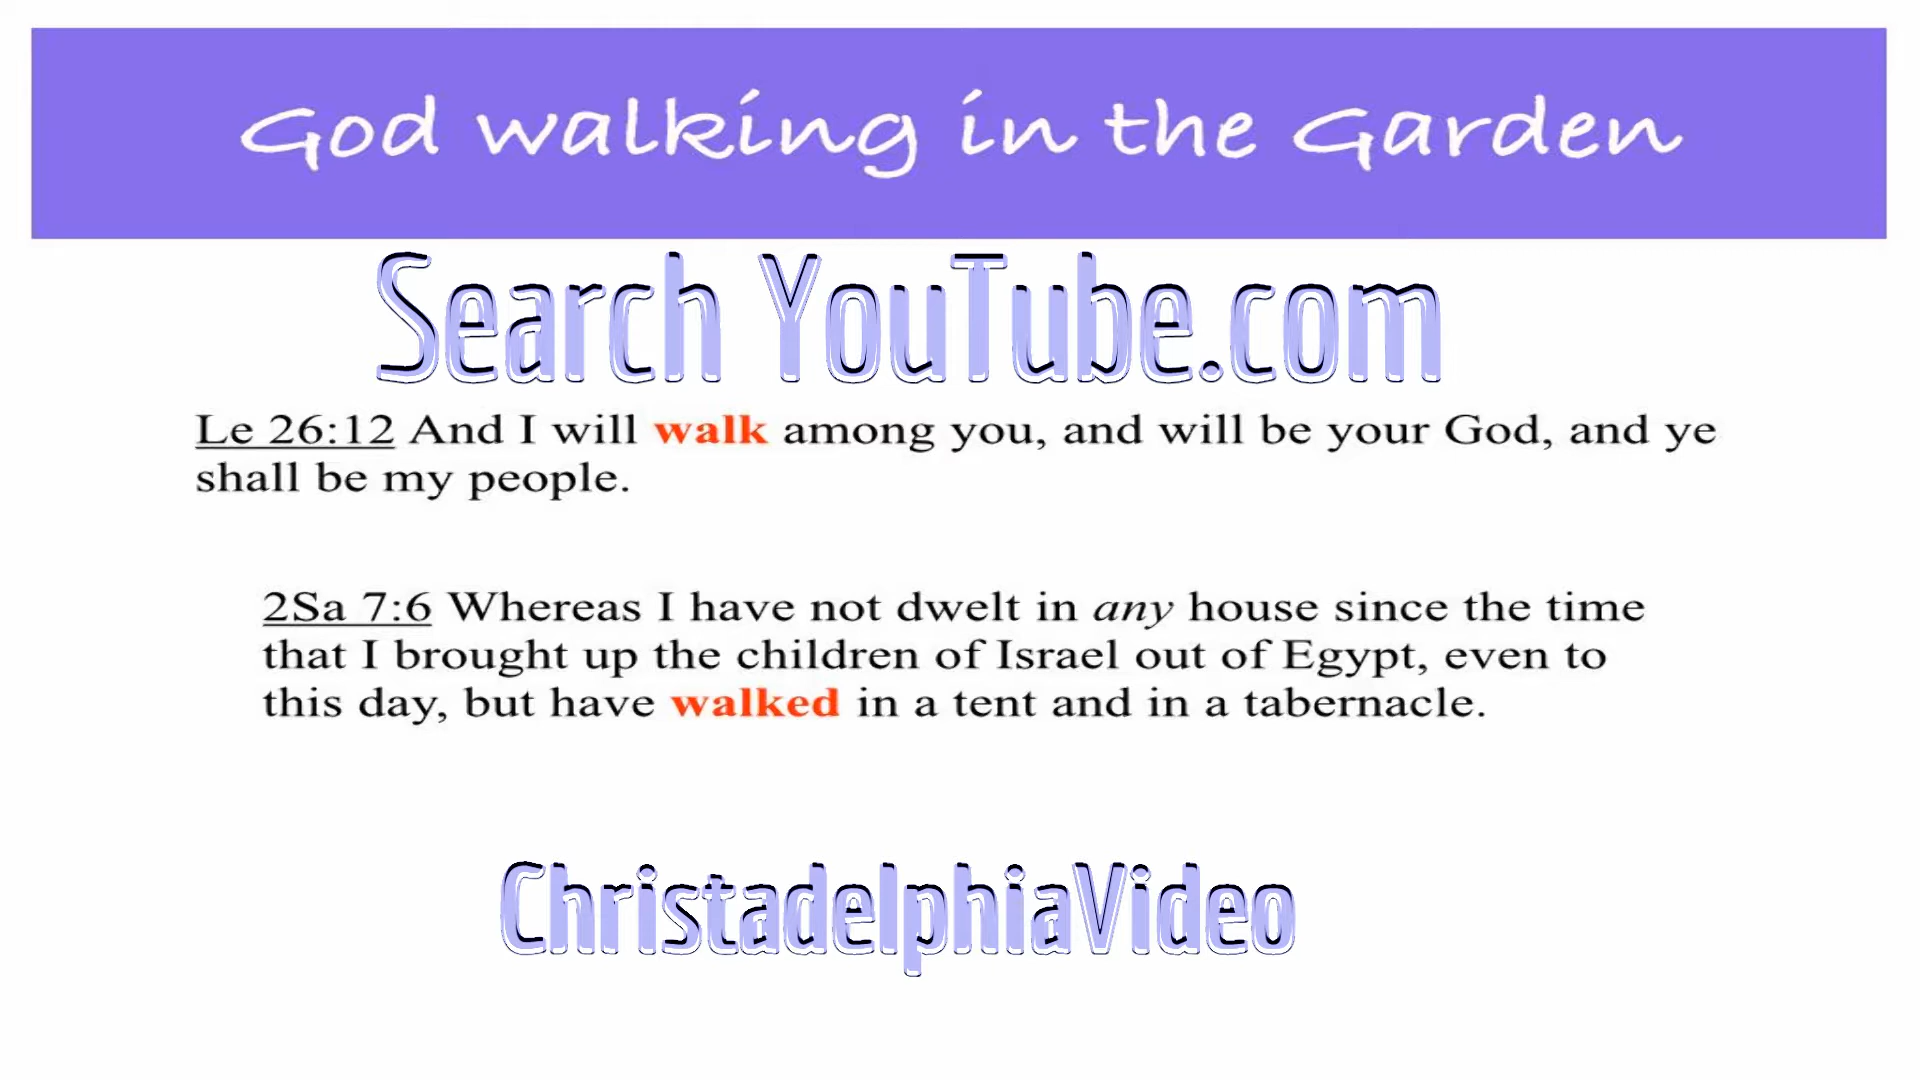 God walking in the Garden
Search YouTube.com
Le 26:12 And I will walk among you, and will be your God, and ye
shall be my people.
2Sa 7:6 Whereas I have not dwelt in any house since the time
that I brought up the children of Israel out of Egypt, even to
this day, but have walked in a tent and in a tabernacle.
ChristadelphiaVideo